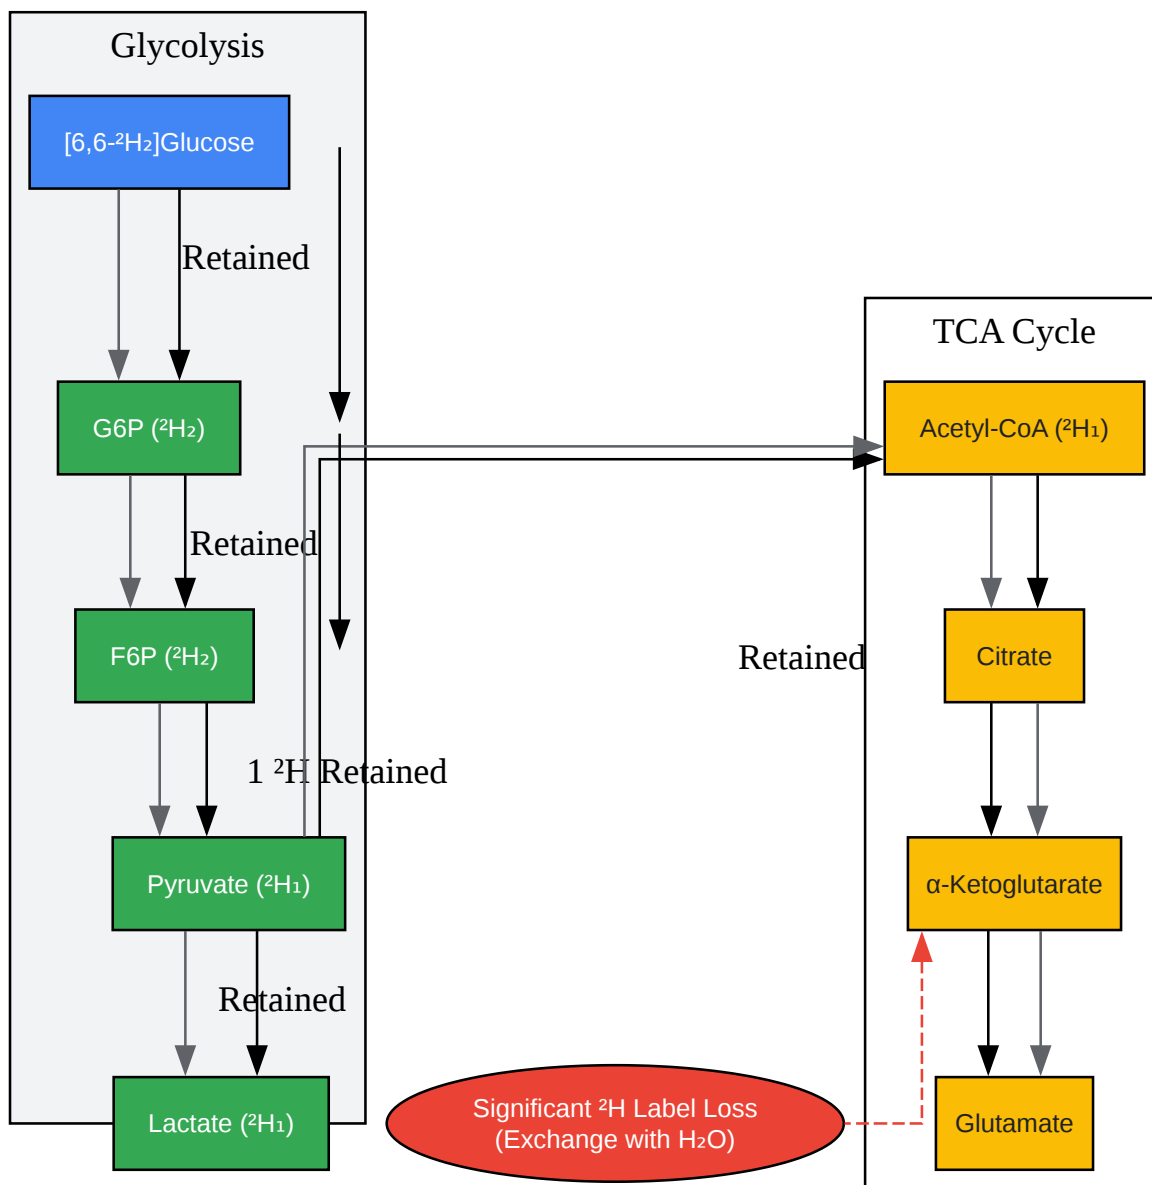 Glycolysis
[6,6-²H₂]Glucose
Retained
G6P (²H₂)
Retained
F6P (²H₂)
1 ²H Retained
Pyruvate (²H₁)
Retained
Lactate (²H₁)
Significant ²H Label Loss
(Exchange with H₂O)
TCA Cycle
Acetyl-CoA (²H₁)
Retained
Citrate
α-Ketoglutarate
Glutamate